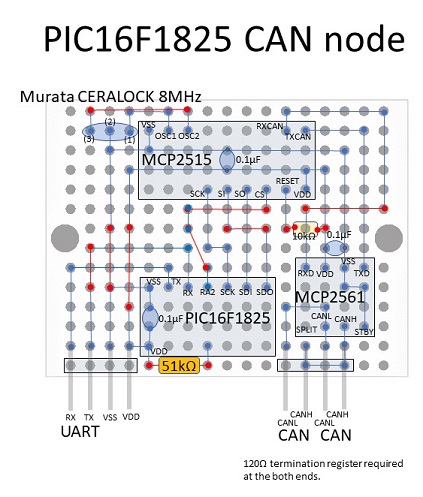 PIC16F1825 CAN node
Murata CERALOCK 8MHz
(2)
(3)
(1)
VSS
OSC1 OSC2
RXCAN
TXCAN
MCP2515
0.1μF
RESET
SCK SI SO CS VDD
10kΩ
0.1μF
VSS
RXD VDD TXD
MCP2561
CANL
CANH
SPLIT
STBY
VSS TX
RX RA2 SCK SDI SDO
0.1μF
PIC16F1825
VDD
51kΩ
RX TX VSS VDD
UART
CANH CANH
CANL CANL
CAN CAN
120Ω termination register required
at the both ends.